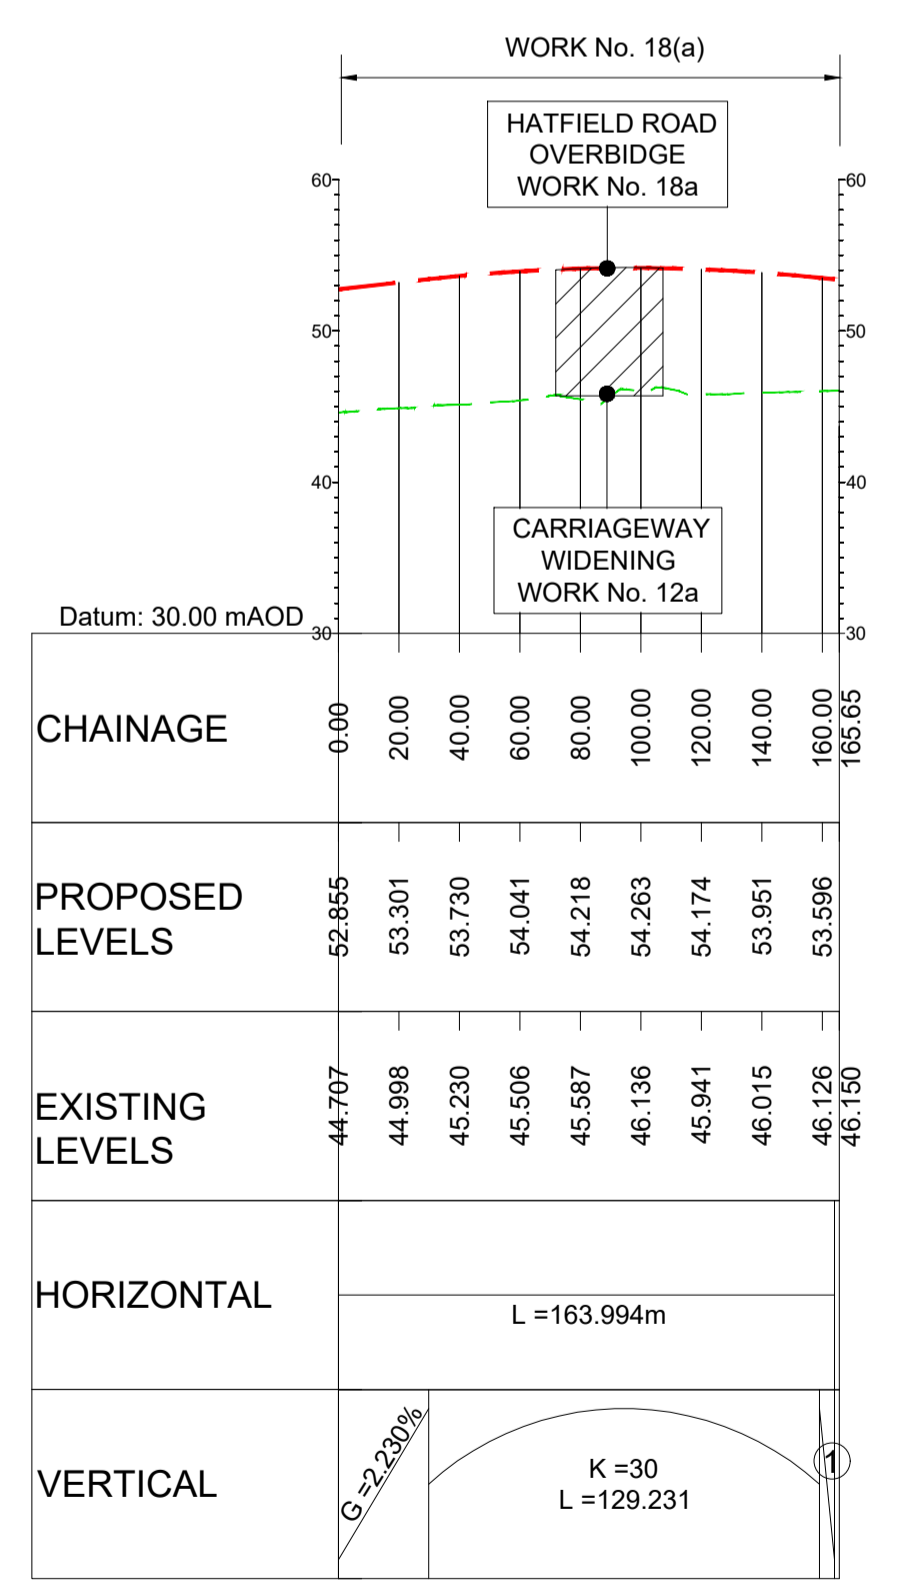 WORK No. 18(a)
HATFIELD ROAD
OVERBIDGE
WORK No. 18a
60
60
50
50
40
40
CARRIAGEWAY
WIDENING
WORK No. 12a
Datum: 30.00 mAOD
30
30
CHAINAGE
0.00
20.00
40.00
60.00
80.00
100.00
120.00
140.00
160.00
165.65
PROPOSED
LEVELS
52.855
53.301
53.730
54.041
54.218
54.263
54.174
53.951
53.596
EXISTING
LEVELS
44.707
44.998
45.230
45.506
45.587
46.136
45.941
46.015
46.126
46.150
HORIZONTAL
L =163.994m
VERTICAL
G =2.230%
K =30
L =129.231
1